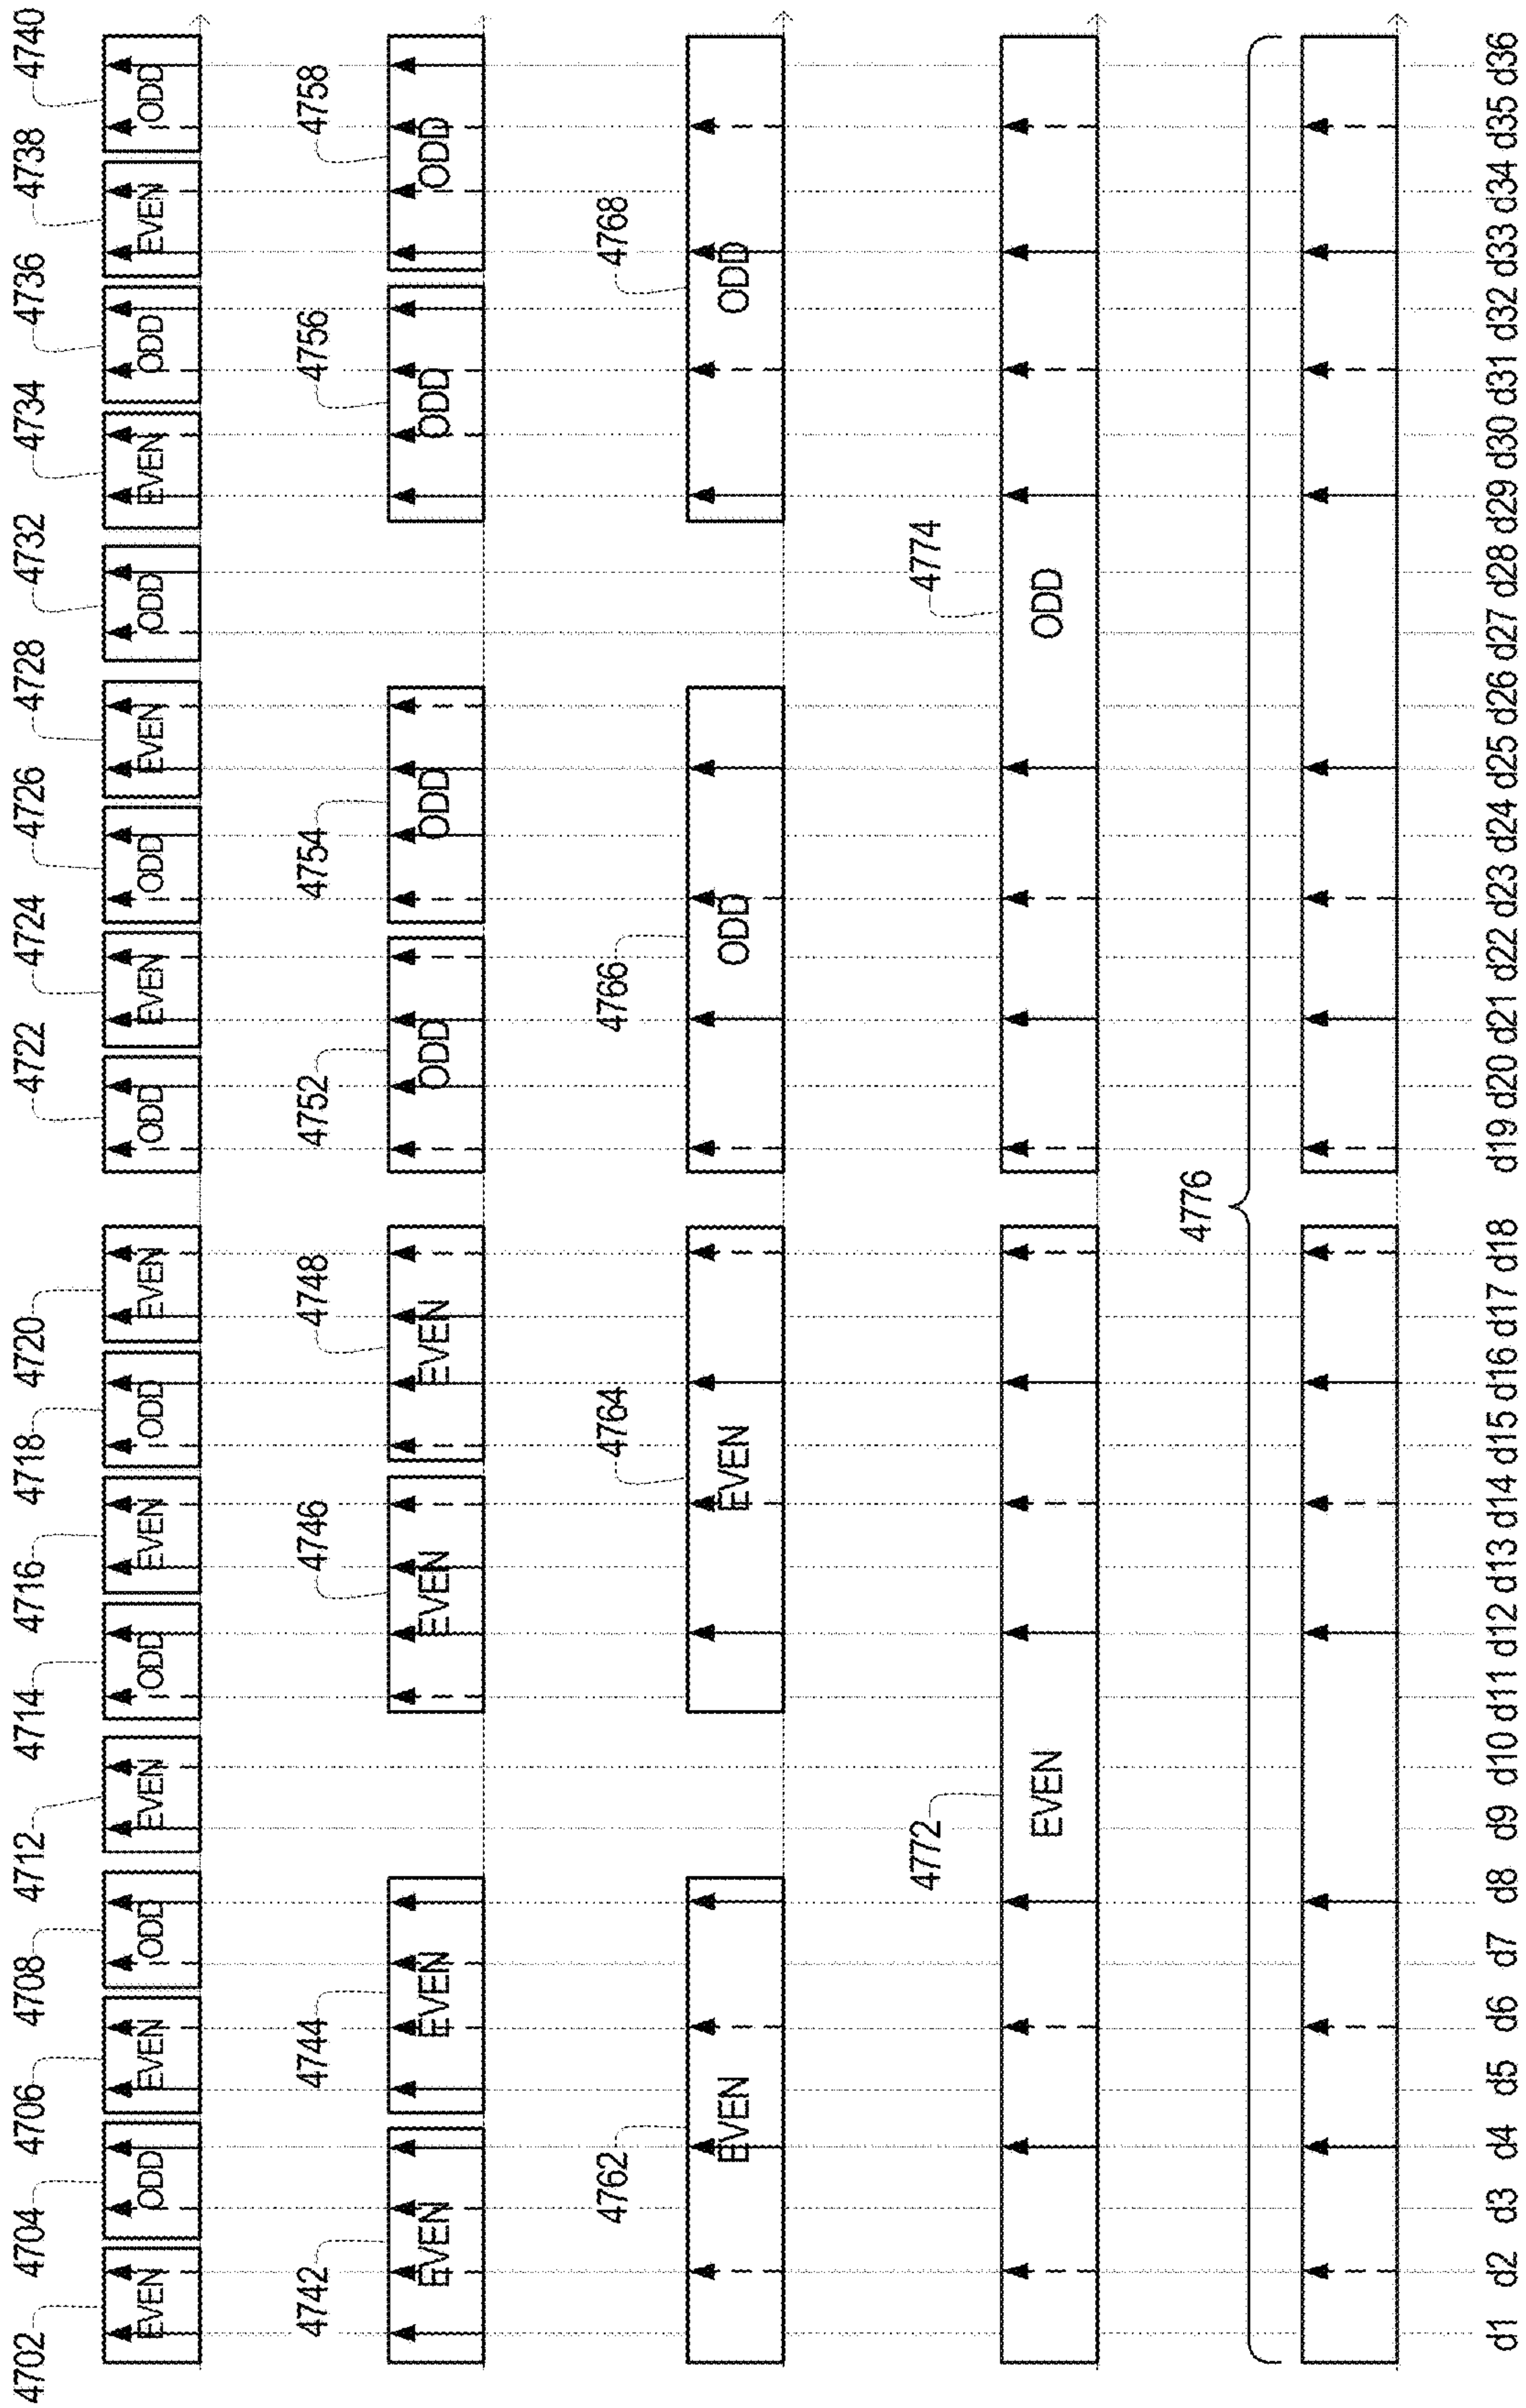 4702 4704 4706 4708 4712 4714 4716 4718 4720 4722 4724 4726 4728 4732 4734 4736 4738 4740
EVEN ODD EVEN ODD EVEN ODD EVEN ODD EVEN ODD EVEN ODD EVEN ODD EVEN ODD EVEN ODD
4742 4744 4746 4748 4752 4754 4756 4758
EVEN EVEN EVEN EVEN ODD ODD ODD ODD
4762 4764 4766 4768
EVEN EVEN ODD ODD
4772 4774
EVEN ODD
4776
d1 d2 d3 d4 d5 d6 d7 d8 d9 d10 d11 d12 d13 d14 d15 d16 d17 d18 d19 d20 d21 d22 d23 d24 d25 d26 d27 d28 d29 d30 d31 d32 d33 d34 d35 d36